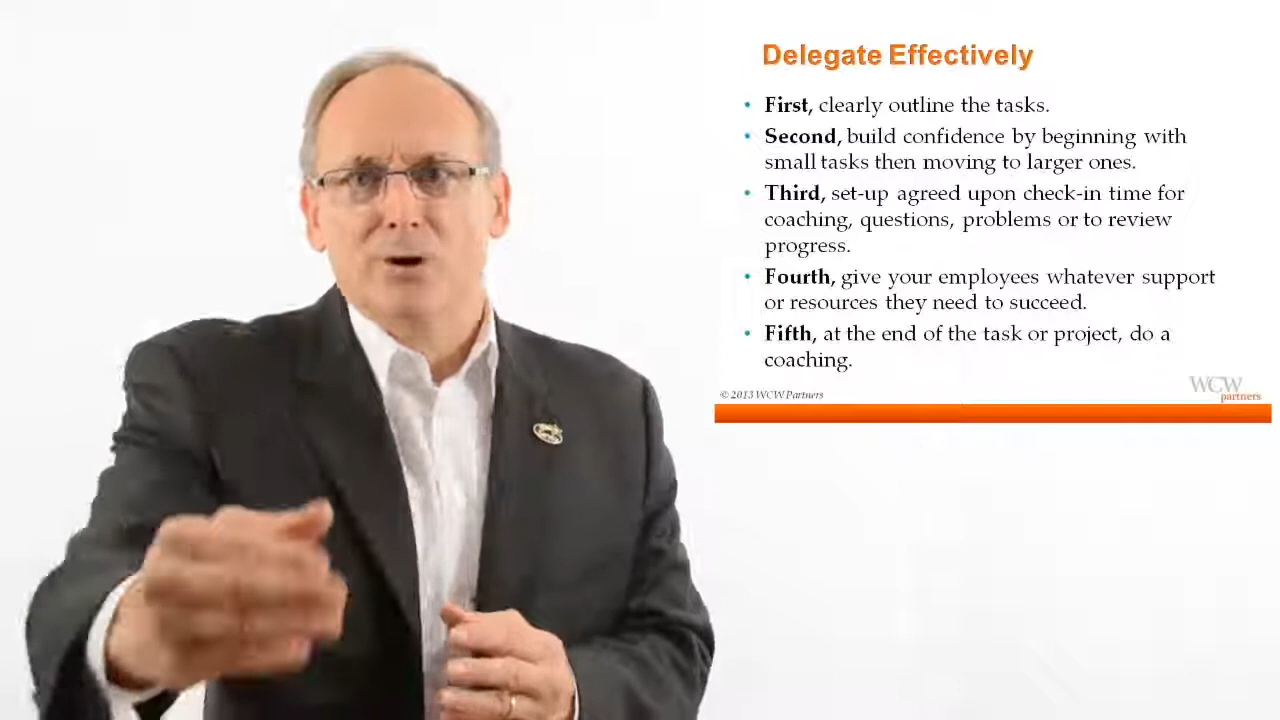 Delegate Effectively
• First, clearly outline the tasks.
• Second, build confidence by beginning with
small tasks then moving to larger ones.
• Third, set-up agreed upon check-in time for
coaching, questions, problems or to review
progress.
• Fourth, give your employees whatever support
or resources they need to succeed.
• Fifth, at the end of the task or project, do a
coaching.
© 2013 WCW Partners
WCW
partners